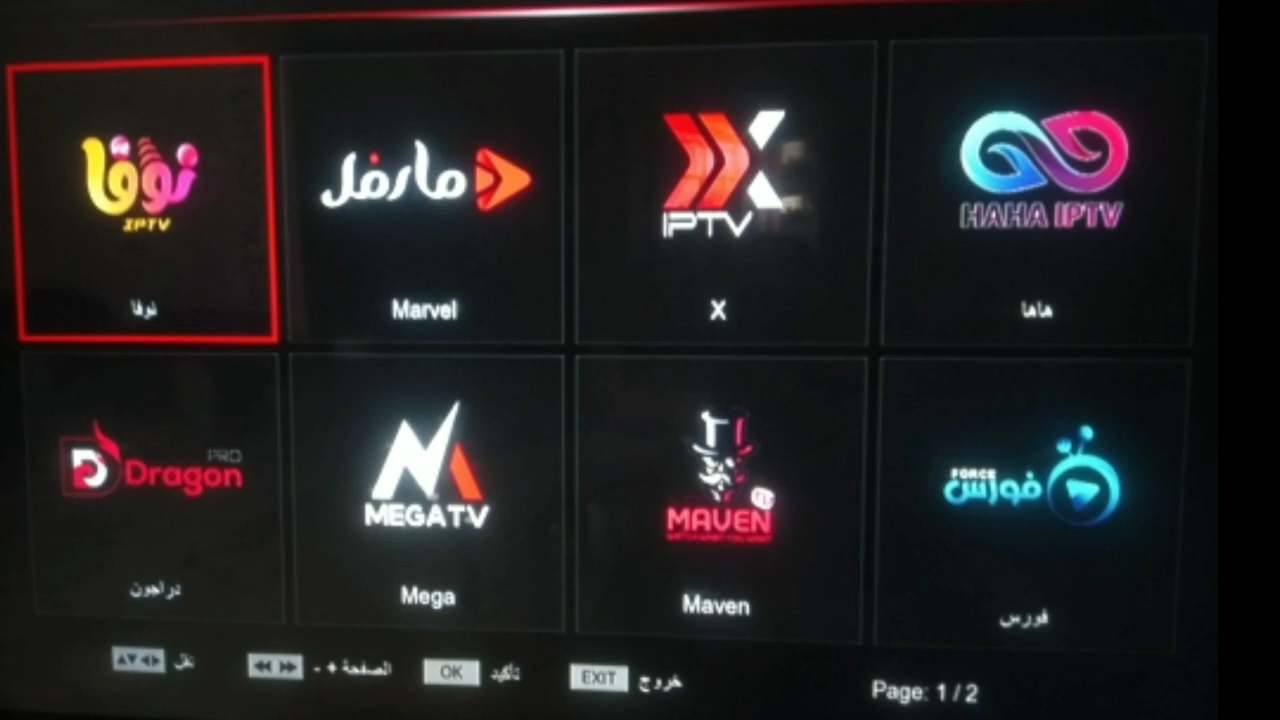 نوفا
IPTV
نوفا
مارفل
Marvel
IPTV
X
HAHA IPTV
هاها
PRO
Dragon
دراجون
MEGATV
Mega
MAVEN
Maven
FORCE
فورس
فورس
نقل
الصفحة + -
OK
تأكيد
EXIT
خروج
Page: 1 / 2